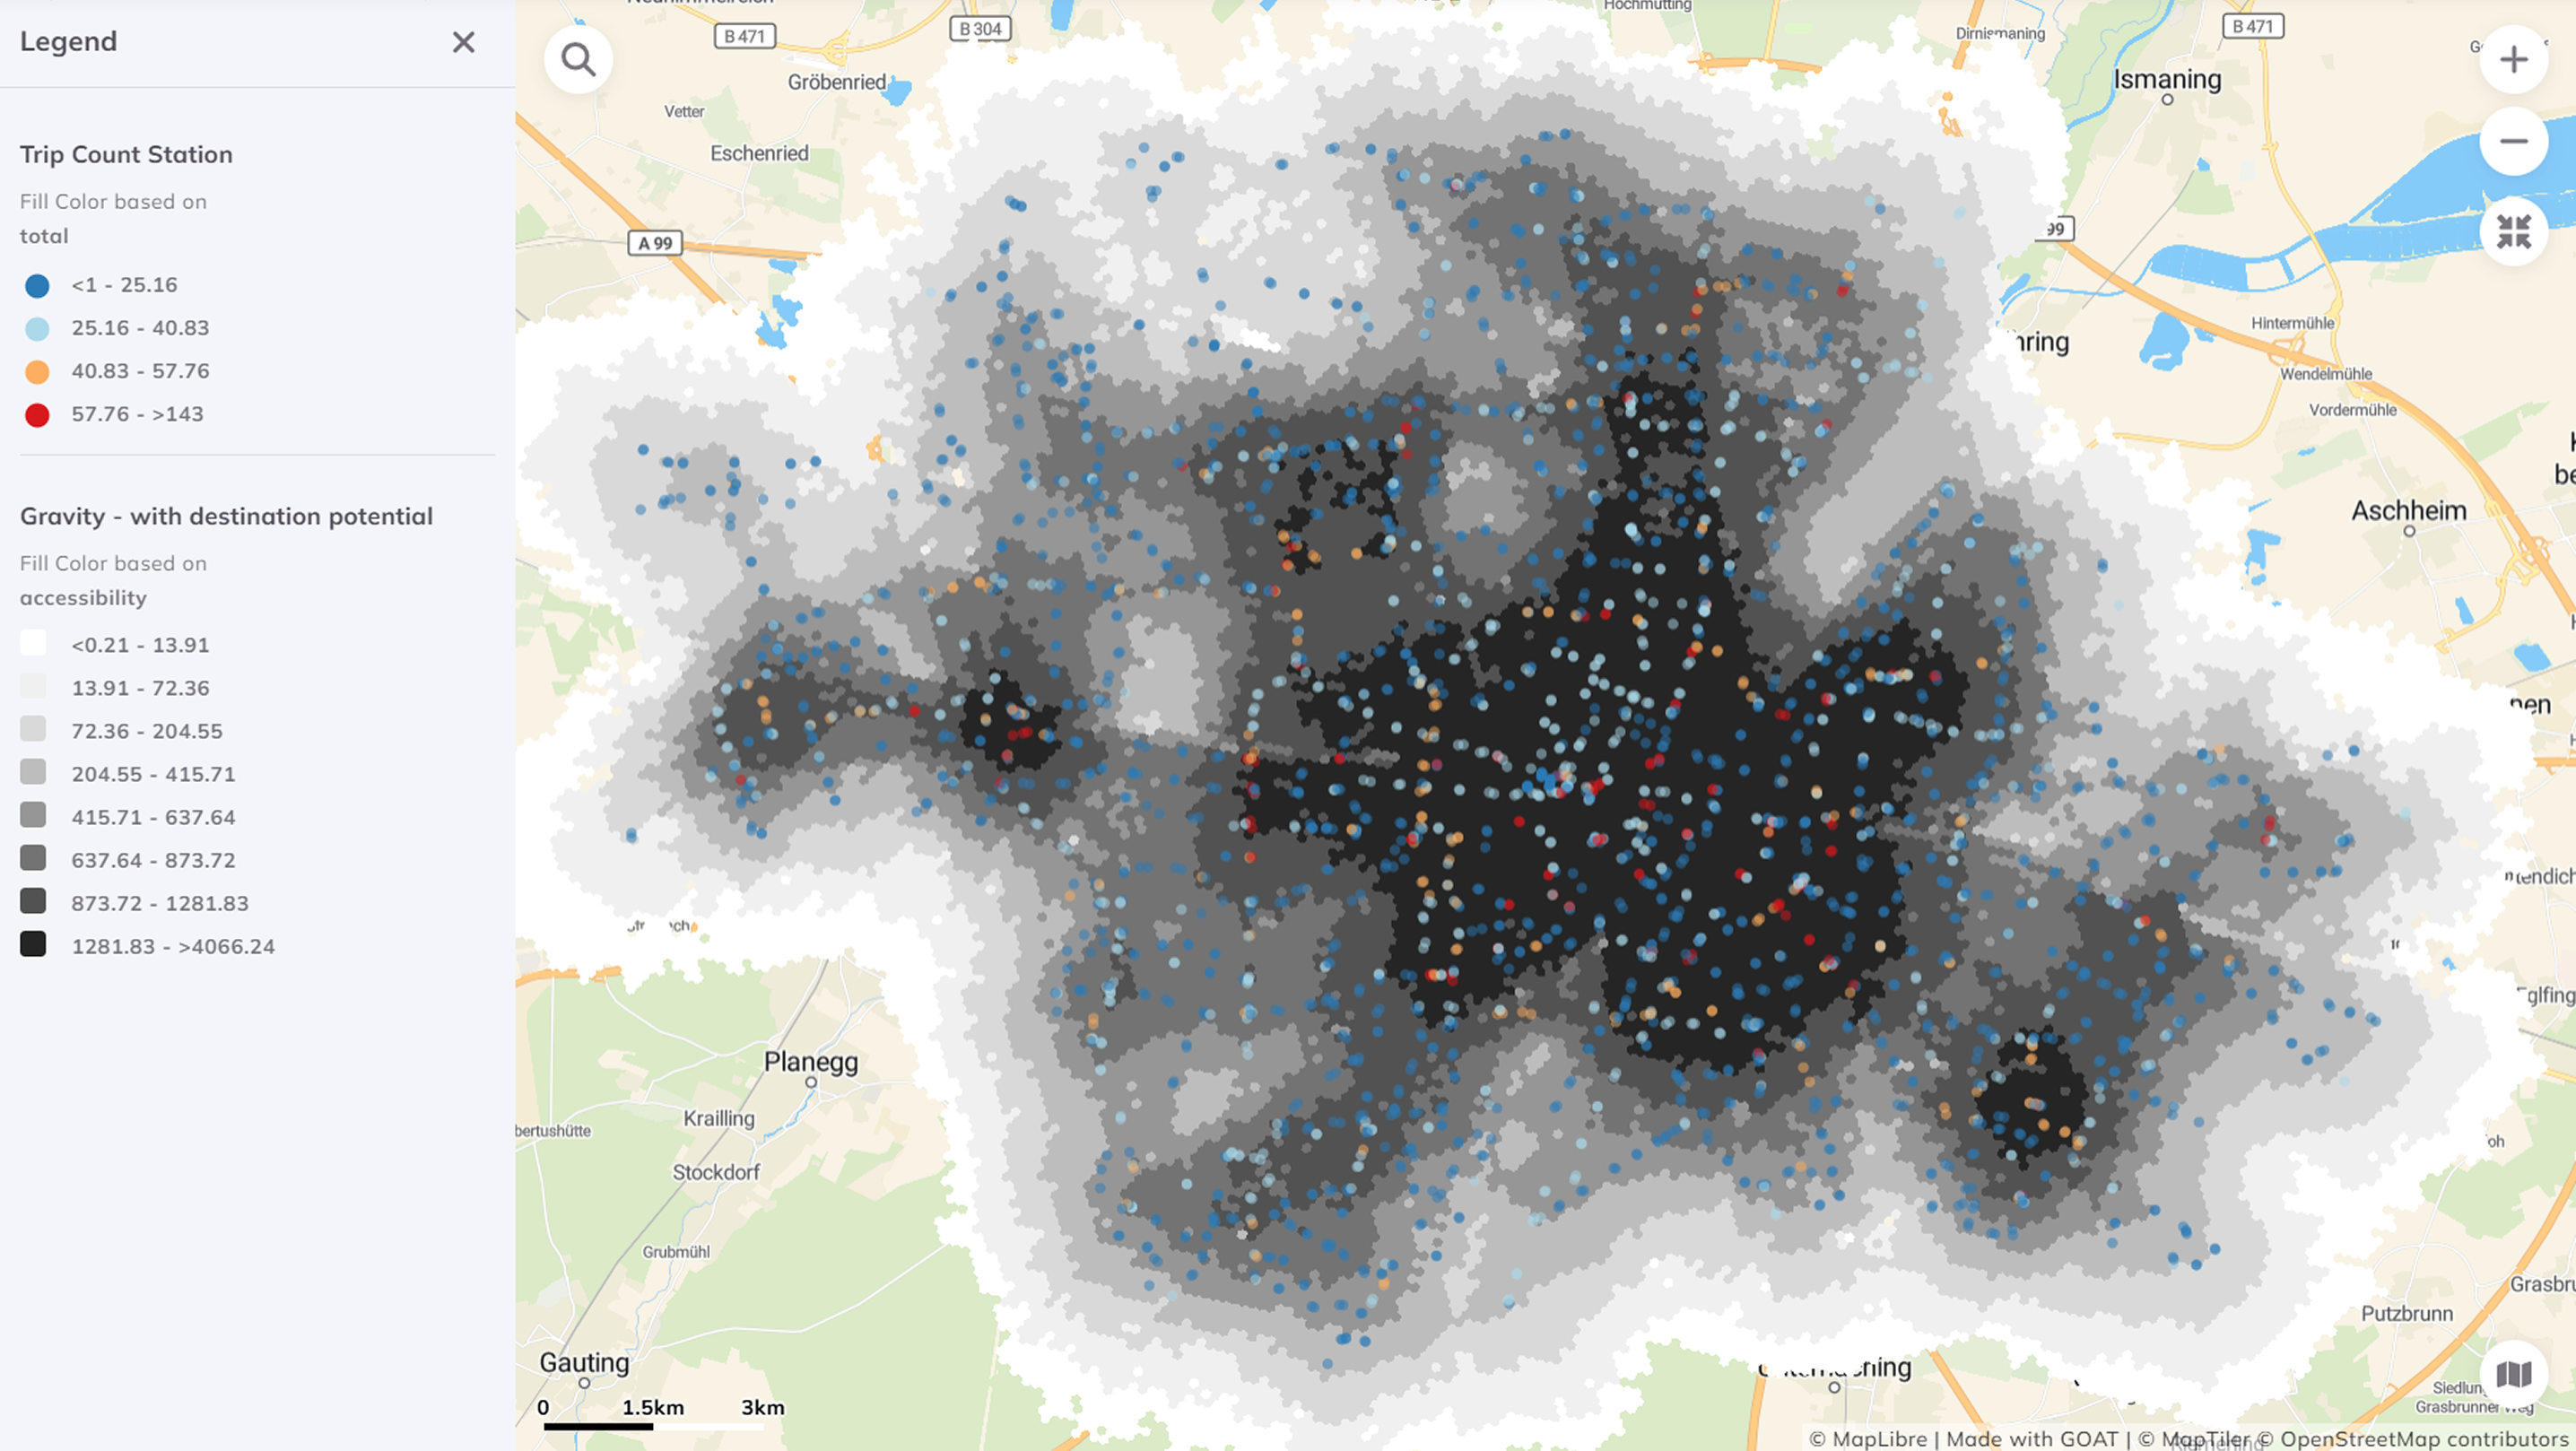 Legend
Trip Count Station
Fill Color based on
total
<1 - 25.16
25.16 - 40.83
40.83 - 57.76
57.76 - >143
Gravity - with destination potential
Fill Color based on
accessibility
<0.21 - 13.91
13.91 - 72.36
72.36 - 204.55
204.55 - 415.71
415.71 - 637.64
637.64 - 873.72
873.72 - 1281.83
1281.83 - >4066.24
B 471
B 304
Hochmutting
Dirnismaning
B 471
Gröbenried
Ismaning
Vetter
Eschenried
A 99
99
Hintermühle
Wendelmühle
Vordermühle
Aschheim
Planegg
Krailling
Stockdorf
Grubmühl
Gauting
Putzbrunn
0 1.5km 3km
Grasbrunner Weg
© MapLibre | Made with GOAT | © MapTiler © OpenStreetMap contributors